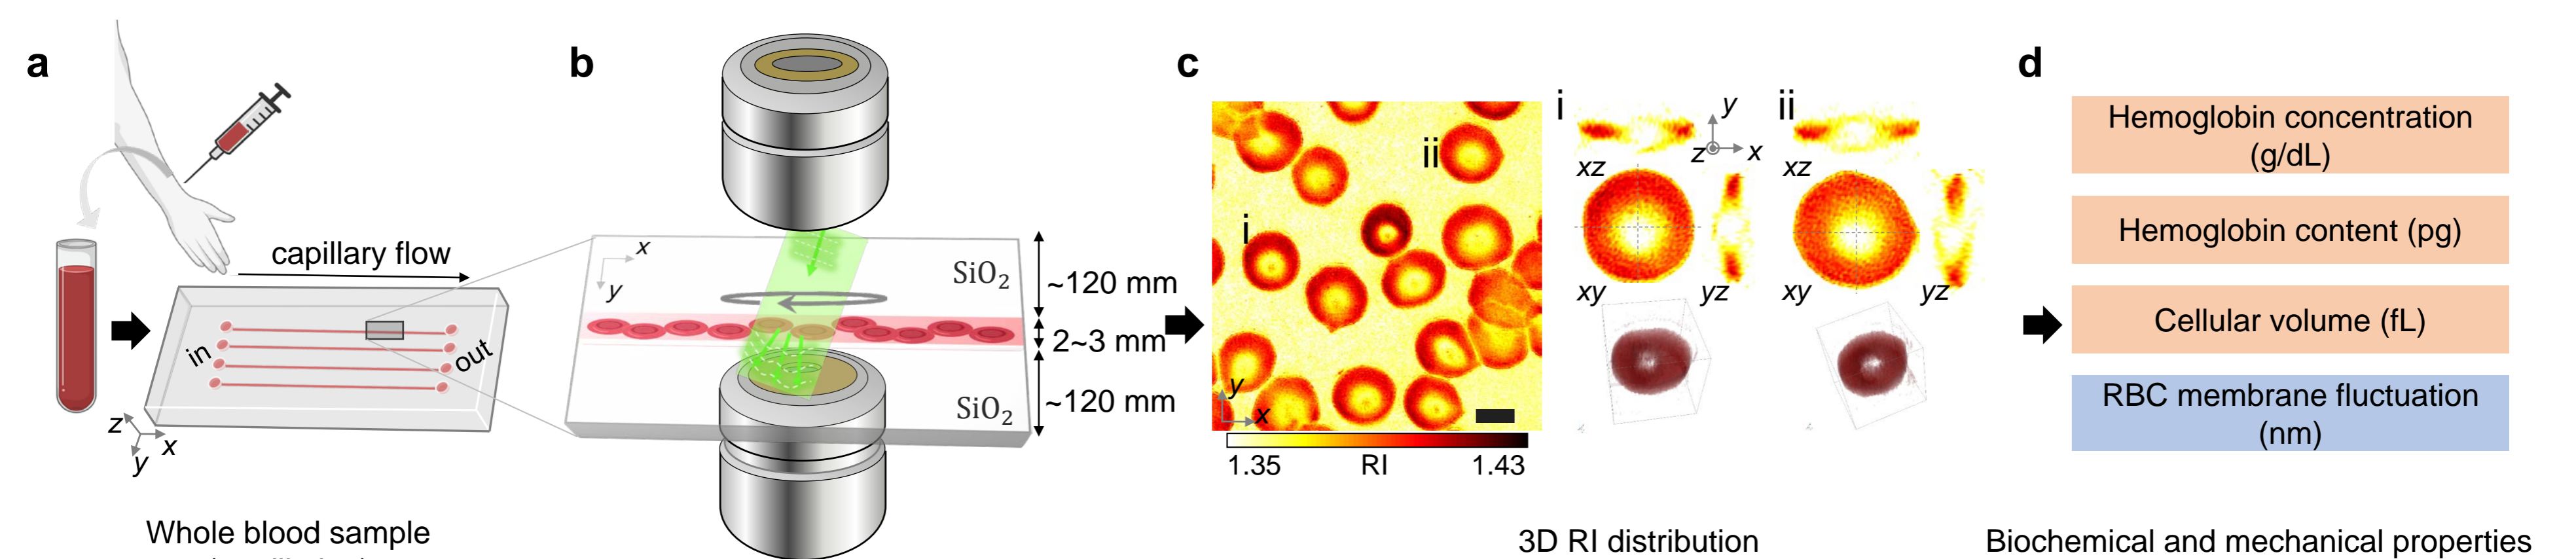 a
capillary flow
in
out
z
x
y
Whole blood sample
b
x
y
SiO₂
SiO₂
~120 mm
2~3 mm
~120 mm
c
i
ii
y
x
1.35 RI 1.43
i
y
z x
xz
xy
yz
ii
xz
xy
yz
3D RI distribution
d
Hemoglobin concentration
(g/dL)
Hemoglobin content (pg)
Cellular volume (fL)
RBC membrane fluctuation
(nm)
Biochemical and mechanical properties